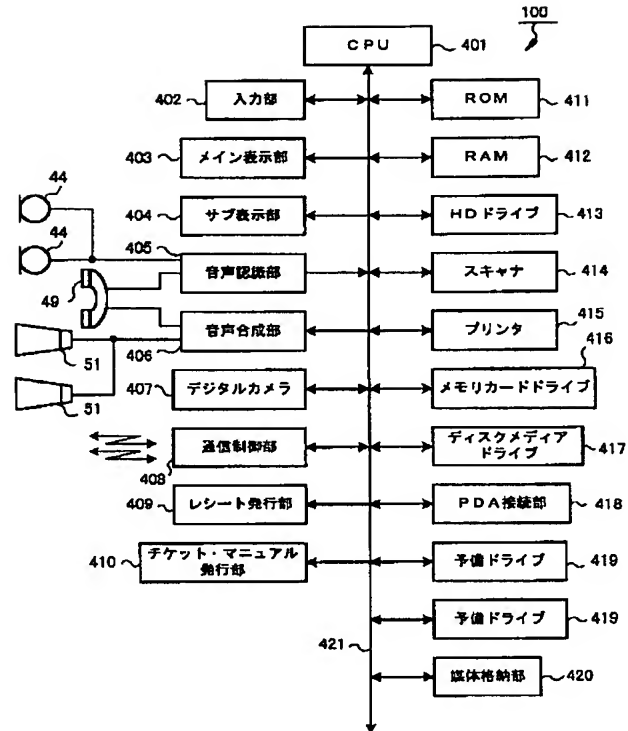 100
CPU 401
402 入力部 ROM 411
403 メイン表示部 RAM 412
44
404 サブ表示部 HDドライブ 413
44
405
49 音声認識部 スキャナ 414
音声合成部 プリンタ 415
51 406 416
407 デジタルカメラ メモリカードドライブ
51
通信制御部 ディスクメディア
ドライブ 417
408
409 レシート発行部 PDA接続部 418
410 チケット・マニュアル
発行部 予備ドライブ 419
予備ドライブ 419
421
媒体格納部 420